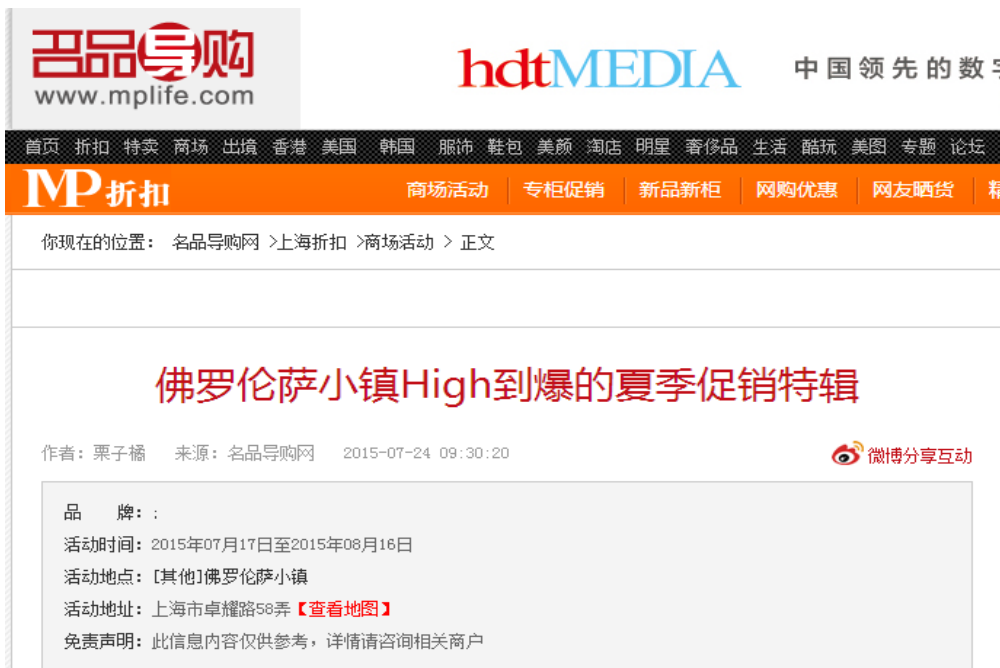 名品导购
www.mplife.com
hdtMEDIA
中国领先的数字
首页 折扣 特卖 商场 出境 香港 美国 韩国 服饰 鞋包 美颜 淘店 明星 奢侈品 生活 酷玩 美图 专题 论坛
MP折扣
商场活动 专柜促销 新品新柜 网购优惠 网友晒货 精
你现在的位置: 名品导购网 >上海折扣 >商场活动 > 正文
佛罗伦萨小镇High到爆的夏季促销特辑
作者:栗子橘 来源:名品导购网 2015-07-24 09:30:20
微博分享互动
品 牌: ;
活动时间: 2015年07月17日至2015年08月16日
活动地点: [其他]佛罗伦萨小镇
活动地址: 上海市卓耀路58弄【查看地图】
免责声明: 此信息内容仅供参考，详情请咨询相关商户